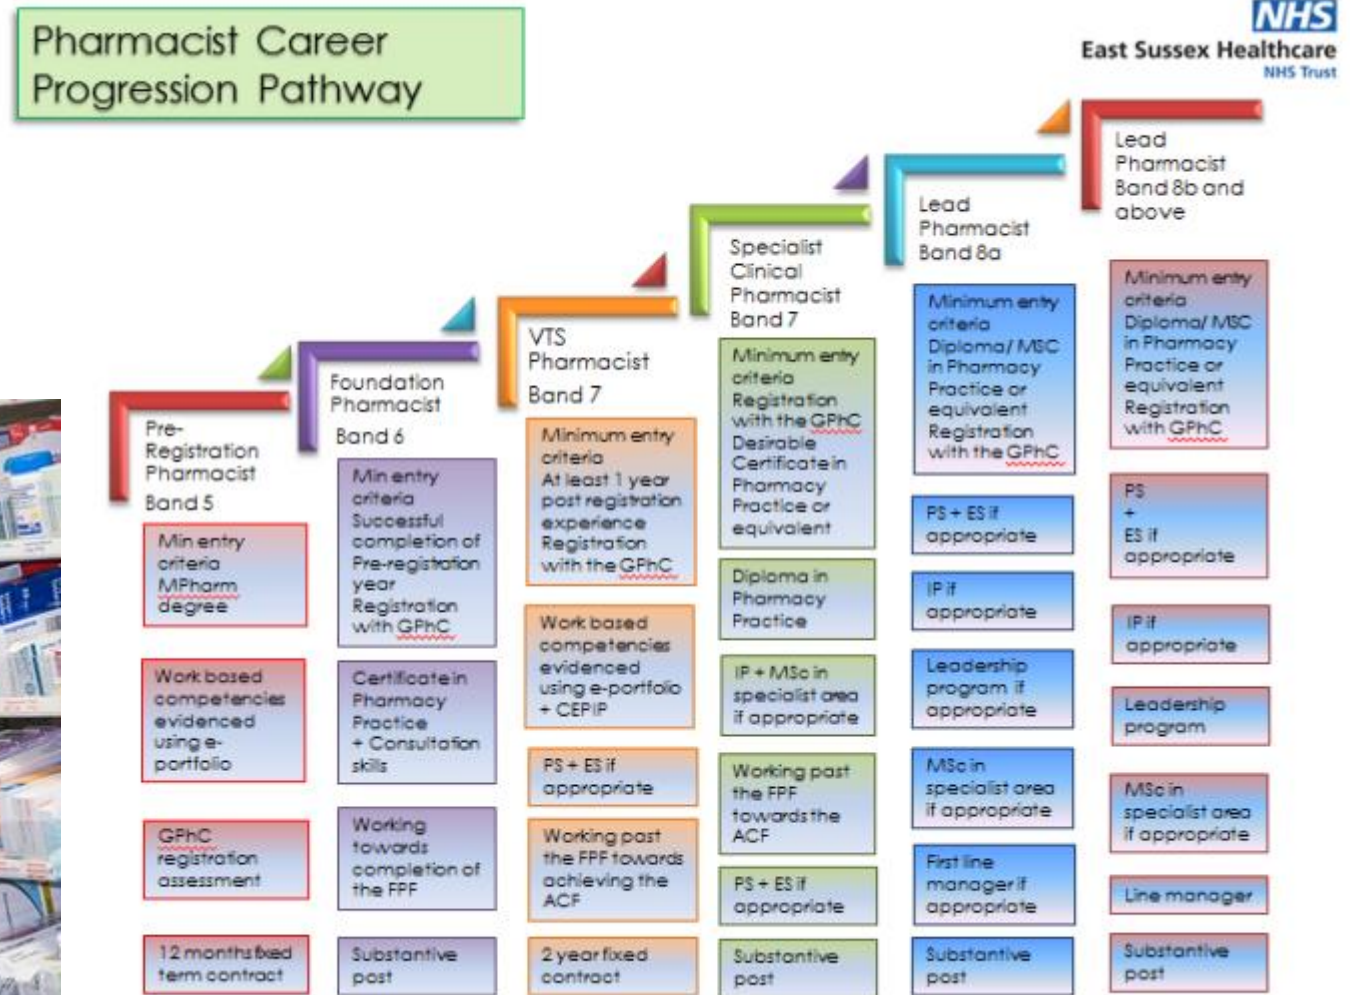 Pharmacist Career
Progression Pathway
NHS
East Sussex Healthcare
NHS Trust
Pre-
Registration
Pharmacist
Band 5
Min entry
criteria
MPharm
degree
Work based
competencies
evidenced
using e-
portfolio
GPhC
registration
assessment
12 months fixed
term contract
Foundation
Pharmacist
Band 6
Min entry
criteria
Successful
completion of
Pre-registration
year
Registration
with GPhC
Certificate in
Pharmacy
Practice
+ Consultation
skills
Working
towards
completion of
the FPF
Substantive
post
VTS
Pharmacist
Band 7
Minimum entry
criteria
At least 1 year
post registration
experience
Registration
with the GPhC
Work based
competencies
evidenced
using e-portfolio
+ CEPIP
PS + ES if
appropriate
Working past
the FPF towards
achieving the
ACF
2 year fixed
contract
Specialist
Clinical
Pharmacist
Band 7
Minimum entry
criteria
Registration
with the GPhC
Desirable
Certificate in
Pharmacy
Practice or
equivalent
Diploma in
Pharmacy
Practice
IP + MSc in
specialist area
if appropriate
Working past
the FPF
towards the
ACF
PS + ES if
appropriate
Substantive
post
Lead
Pharmacist
Band 8a
Minimum entry
criteria
Diploma/ MSC
in Pharmacy
Practice or
equivalent
Registration
with the GPhC
PS + ES if
appropriate
IP if
appropriate
Leadership
program if
appropriate
MSc in
specialist area
if appropriate
First line
manager if
appropriate
Substantive
post
Lead
Pharmacist
Band 8b and
above
Minimum entry
criteria
Diploma/ MSC
in Pharmacy
Practice or
equivalent
Registration
with GPhC
PS
+
ES if
appropriate
IP if
appropriate
Leadership
program
MSc in
specialist area
if appropriate
Line manager
Substantive
post